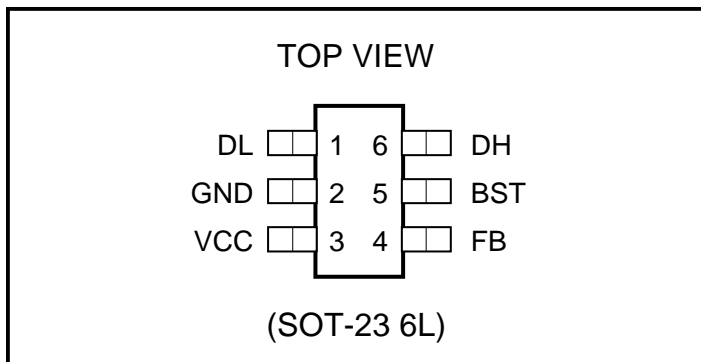 TOP VIEW
DL 1 6 DH
GND 2 5 BST
VCC 3 4 FB
(SOT-23 6L)